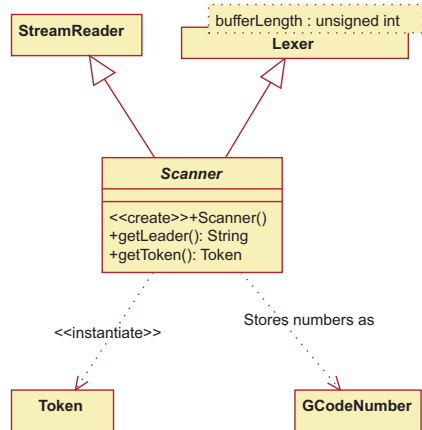 bufferLength : unsigned int
StreamReader
Lexer
Scanner
<<create>>+Scanner()
+getLeader(): String
+getToken(): Token
<<instantiate>>
Stores numbers as
Token
GCodeNumber